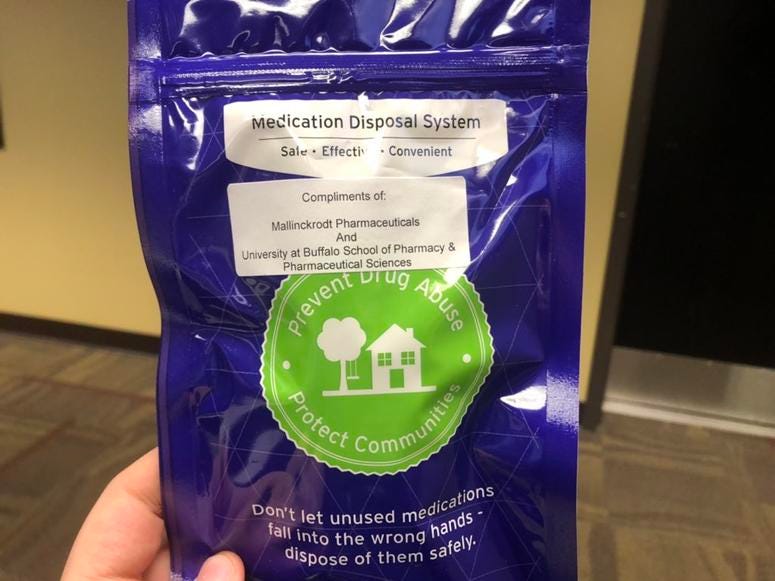 Medication Disposal System
Safe • Effective • Convenient
Compliments of:
Mallinckrodt Pharmaceuticals
And
University at Buffalo School of Pharmacy &
Pharmaceutical Sciences
Prevent Drug Abuse
Protect Communities
Don't let unused medications
fall into the wrong hands -
dispose of them safely.